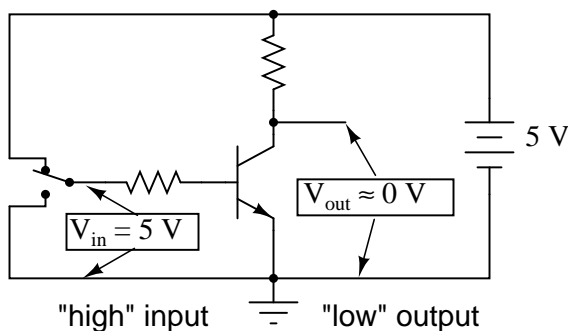 5 V
V_out ≈ 0 V
V_in = 5 V
"high" input "low" output